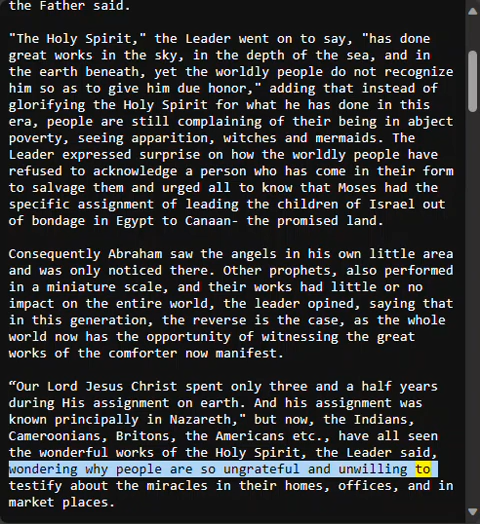 the Father said.
"The Holy Spirit," the Leader went on to say, "has done
great works in the sky, in the depth of the sea, and in
the earth beneath, yet the worldly people do not recognize
him so as to give him due honor," adding that instead of
glorifying the Holy Spirit for what he has done in this
era, people are still complaining of their being in abject
poverty, seeing apparition, witches and mermaids. The
Leader expressed surprise on how the worldly people have
refused to acknowledge a person who has come in their form
to salvage them and urged all to know that Moses had the
specific assignment of leading the children of Israel out
of bondage in Egypt to Canaan- the promised land.
Consequently Abraham saw the angels in his own little area
and was only noticed there. Other prophets, also performed
in a miniature scale, and their works had little or no
impact on the entire world, the leader opined, saying that
in this generation, the reverse is the case, as the whole
world now has the opportunity of witnessing the great
works of the comforter now manifest.
“Our Lord Jesus Christ spent only three and a half years
during His assignment on earth. And his assignment was
known principally in Nazareth," but now, the Indians,
Cameroonians, Britons, the Americans etc., have all seen
the wonderful works of the Holy Spirit, the Leader said,
wondering why people are so ungrateful and unwilling to
testify about the miracles in their homes, offices, and in
market places.